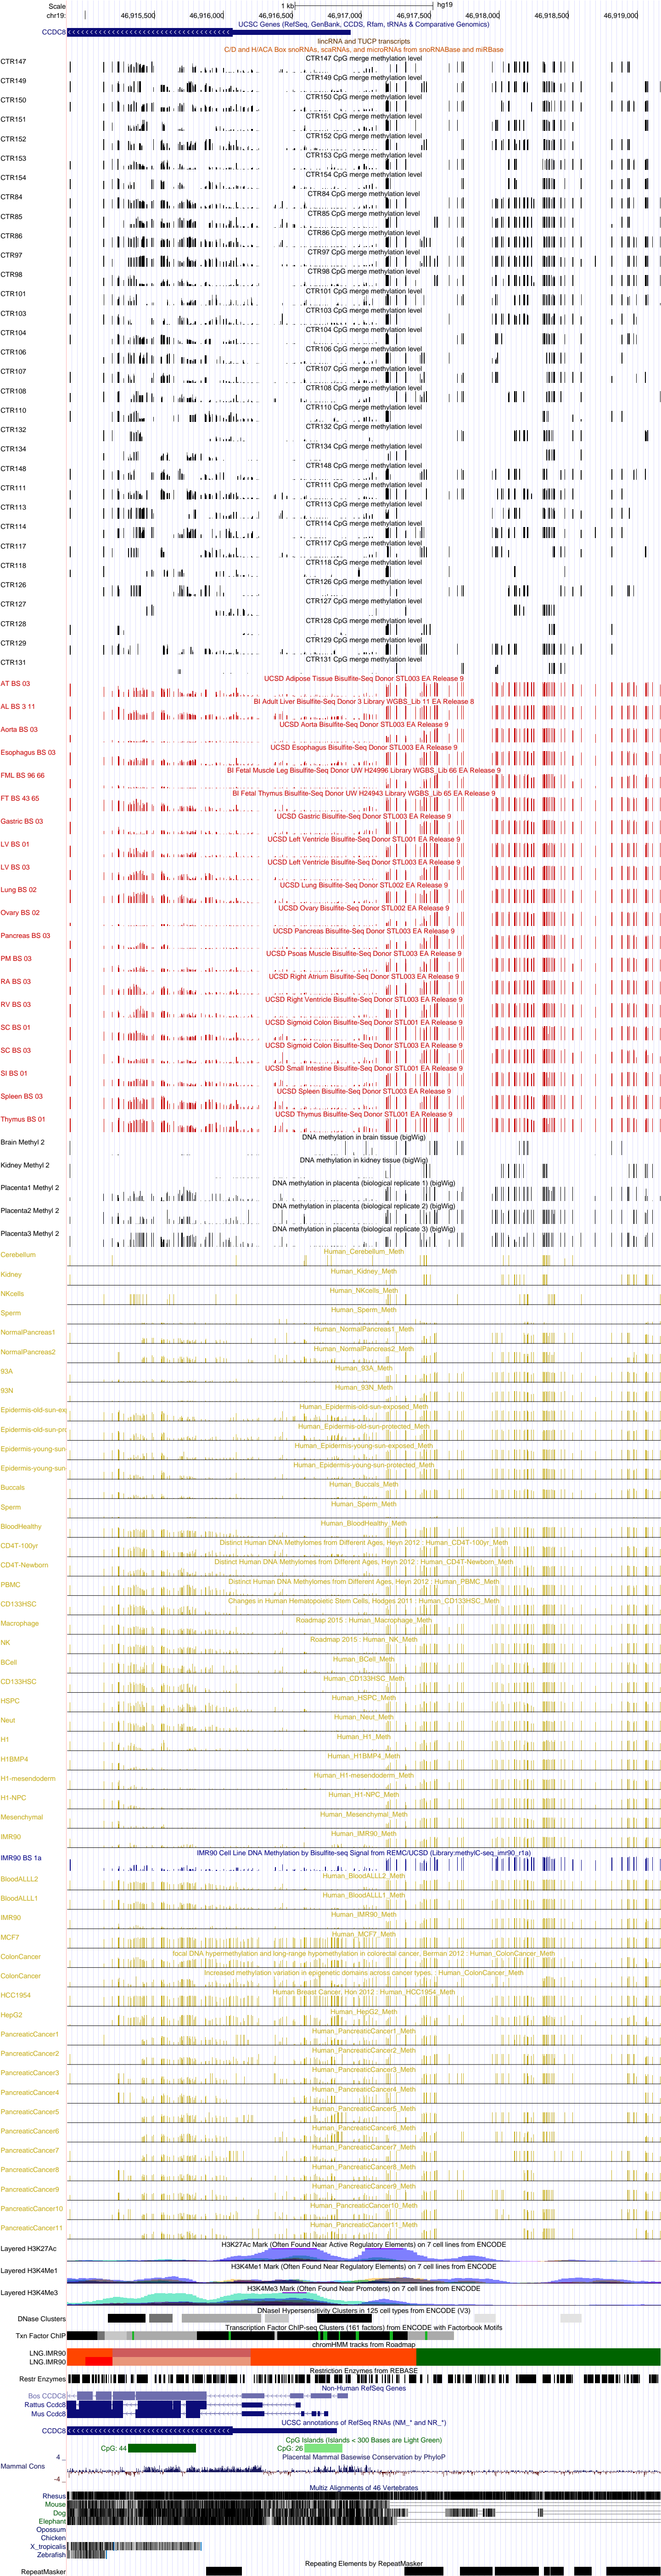 Scale 1 kb hg19
chr19: 46,915,500 46,916,000 46,916,500 46,917,000 46,917,500 46,918,000 46,918,500 46,919,000
UCSC Genes (RefSeq, GenBank, CCDS, Rfam, tRNAs & Comparative Genomics)
CCDC8
lincRNA and TUCP transcripts
C/D and H/ACA Box snoRNAs, scaRNAs, and microRNAs from snoRNABase and miRBase
CTR147 CpG merge methylation level
CTR147
CTR149 CpG merge methylation level
CTR149
CTR150 CpG merge methylation level
CTR150
CTR151 CpG merge methylation level
CTR151
CTR152 CpG merge methylation level
CTR152
CTR153 CpG merge methylation level
CTR153
CTR154 CpG merge methylation level
CTR154
CTR84 CpG merge methylation level
CTR84
CTR85 CpG merge methylation level
CTR85
CTR86 CpG merge methylation level
CTR86
CTR97 CpG merge methylation level
CTR97
CTR98 CpG merge methylation level
CTR98
CTR101 CpG merge methylation level
CTR101
CTR103 CpG merge methylation level
CTR103
CTR104 CpG merge methylation level
CTR104
CTR106 CpG merge methylation level
CTR106
CTR107 CpG merge methylation level
CTR107
CTR108 CpG merge methylation level
CTR108
CTR110 CpG merge methylation level
CTR110
CTR132 CpG merge methylation level
CTR132
CTR134 CpG merge methylation level
CTR134
CTR148 CpG merge methylation level
CTR148
CTR111 CpG merge methylation level
CTR111
CTR113 CpG merge methylation level
CTR113
CTR114 CpG merge methylation level
CTR114
CTR117 CpG merge methylation level
CTR117
CTR118 CpG merge methylation level
CTR118
CTR126 CpG merge methylation level
CTR126
CTR127 CpG merge methylation level
CTR127
CTR128 CpG merge methylation level
CTR128
CTR129 CpG merge methylation level
CTR129
CTR131 CpG merge methylation level
CTR131
UCSD Adipose Tissue Bisulfite-Seq Donor STL003 EA Release 9
AT BS 03
BI Adult Liver Bisulfite-Seq Donor 3 Library WGBS_Lib 11 EA Release 8
AL BS 3 11
UCSD Aorta Bisulfite-Seq Donor STL003 EA Release 9
Aorta BS 03
UCSD Esophagus Bisulfite-Seq Donor STL003 EA Release 9
Esophagus BS 03
BI Fetal Muscle Leg Bisulfite-Seq Donor UW H24996 Library WGBS_Lib 66 EA Release 9
FML BS 96 66
BI Fetal Thymus Bisulfite-Seq Donor UW H24943 Library WGBS_Lib 65 EA Release 9
FT BS 43 65
UCSD Gastric Bisulfite-Seq Donor STL003 EA Release 9
Gastric BS 03
UCSD Left Ventricle Bisulfite-Seq Donor STL001 EA Release 9
LV BS 01
UCSD Left Ventricle Bisulfite-Seq Donor STL003 EA Release 9
LV BS 03
UCSD Lung Bisulfite-Seq Donor STL002 EA Release 9
Lung BS 02
UCSD Ovary Bisulfite-Seq Donor STL002 EA Release 9
Ovary BS 02
UCSD Pancreas Bisulfite-Seq Donor STL003 EA Release 9
Pancreas BS 03
UCSD Psoas Muscle Bisulfite-Seq Donor STL003 EA Release 9
PM BS 03
UCSD Right Atrium Bisulfite-Seq Donor STL003 EA Release 9
RA BS 03
UCSD Right Ventricle Bisulfite-Seq Donor STL003 EA Release 9
RV BS 03
UCSD Sigmoid Colon Bisulfite-Seq Donor STL001 EA Release 9
SC BS 01
UCSD Sigmoid Colon Bisulfite-Seq Donor STL003 EA Release 9
SC BS 03
UCSD Small Intestine Bisulfite-Seq Donor STL001 EA Release 9
SI BS 01
UCSD Spleen Bisulfite-Seq Donor STL003 EA Release 9
Spleen BS 03
UCSD Thymus Bisulfite-Seq Donor STL001 EA Release 9
Thymus BS 01
DNA methylation in brain tissue (bigWig)
Brain Methyl 2
DNA methylation in kidney tissue (bigWig)
Kidney Methyl 2
DNA methylation in placenta (biological replicate 1) (bigWig)
Placenta1 Methyl 2
DNA methylation in placenta (biological replicate 2) (bigWig)
Placenta2 Methyl 2
DNA methylation in placenta (biological replicate 3) (bigWig)
Placenta3 Methyl 2
Human_Cerebellum_Meth
Cerebellum
Human_Kidney_Meth
Kidney
Human_NKcells_Meth
NKcells
Human_Sperm_Meth
Sperm
Human_NormalPancreas1_Meth
NormalPancreas1
Human_NormalPancreas2_Meth
NormalPancreas2
Human_93A_Meth
93A
Human_93N_Meth
93N
Human_Epidermis-old-sun-exposed_Meth
Epidermis-old-sun-ex
Human_Epidermis-old-sun-protected_Meth
Epidermis-old-sun-pr
Human_Epidermis-young-sun-exposed_Meth
Epidermis-young-sun
Human_Epidermis-young-sun-protected_Meth
Epidermis-young-sun
Human_Buccals_Meth
Buccals
Human_Sperm_Meth
Sperm
Human_BloodHealthy_Meth
BloodHealthy
Distinct Human DNA Methylomes from Different Ages, Heyn 2012 : Human_CD4T-100yr_Meth
CD4T-100yr
Distinct Human DNA Methylomes from Different Ages, Heyn 2012 : Human_CD4T-Newborn_Meth
CD4T-Newborn
Distinct Human DNA Methylomes from Different Ages, Heyn 2012 : Human_PBMC_Meth
PBMC
Changes in Human Hematopoietic Stem Cells, Hodges 2011 : Human_CD133HSC_Meth
CD133HSC
Roadmap 2015 : Human_Macrophage_Meth
Macrophage
Roadmap 2015 : Human_NK_Meth
NK
Human_BCell_Meth
BCell
Human_CD133HSC_Meth
CD133HSC
Human_HSPC_Meth
HSPC
Human_Neut_Meth
Neut
Human_H1_Meth
H1
Human_H1BMP4_Meth
H1BMP4
Human_H1-mesendoderm_Meth
H1-mesendoderm
Human_H1-NPC_Meth
H1-NPC
Human_Mesenchymal_Meth
Mesenchymal
Human_IMR90_Meth
IMR90
IMR90 Cell Line DNA Methylation by Bisulfite-seq Signal from REMC/UCSD (Library:methylC-seq_imr90_r1a)
IMR90 BS 1a
Human_BloodALLL2_Meth
BloodALLL2
Human_BloodALLL1_Meth
BloodALLL1
Human_IMR90_Meth
IMR90
Human_MCF7_Meth
MCF7
focal DNA hypermethylation and long-range hypomethylation in colorectal cancer, Berman 2012 : Human_ColonCancer_Meth
ColonCancer
Increased methylation variation in epigenetic domains across cancer types. : Human_ColonCancer_Meth
ColonCancer
Human Breast Cancer, Hon 2012 : Human_HCC1954_Meth
HCC1954
Human_HepG2_Meth
HepG2
Human_PancreaticCancer1_Meth
PancreaticCancer1
Human_PancreaticCancer2_Meth
PancreaticCancer2
Human_PancreaticCancer3_Meth
PancreaticCancer3
Human_PancreaticCancer4_Meth
PancreaticCancer4
Human_PancreaticCancer5_Meth
PancreaticCancer5
Human_PancreaticCancer6_Meth
PancreaticCancer6
Human_PancreaticCancer7_Meth
PancreaticCancer7
Human_PancreaticCancer8_Meth
PancreaticCancer8
Human_PancreaticCancer9_Meth
PancreaticCancer9
Human_PancreaticCancer10_Meth
PancreaticCancer10
Human_PancreaticCancer11_Meth
PancreaticCancer11
H3K27Ac Mark (Often Found Near Active Regulatory Elements) on 7 cell lines from ENCODE
Layered H3K27Ac
H3K4Me1 Mark (Often Found Near Regulatory Elements) on 7 cell lines from ENCODE
Layered H3K4Me1
H3K4Me3 Mark (Often Found Near Promoters) on 7 cell lines from ENCODE
Layered H3K4Me3
DNaseI Hypersensitivity Clusters in 125 cell types from ENCODE (V3)
DNase Clusters
Transcription Factor ChIP-seq Clusters (161 factors) from ENCODE with Factorbook Motifs
Txn Factor ChIP
chromHMM tracks from Roadmap
LNG.IMR90
LNG.IMR90
Restriction Enzymes from REBASE
Restr Enzymes
Non-Human RefSeq Genes
Bos CCDC8
Rattus Ccdc8
Mus Ccdc8
UCSC annotations of RefSeq RNAs (NM_* and NR_*)
CCDC8
CpG Islands (Islands < 300 Bases are Light Green)
CpG: 44 CpG: 26
Placental Mammal Basewise Conservation by PhyloP
4 _
Mammal Cons
-4 _
Multiz Alignments of 46 Vertebrates
Rhesus
Mouse
Dog
Elephant
Opossum
Chicken
X_tropicalis
Zebrafish
Repeating Elements by RepeatMasker
RepeatMasker